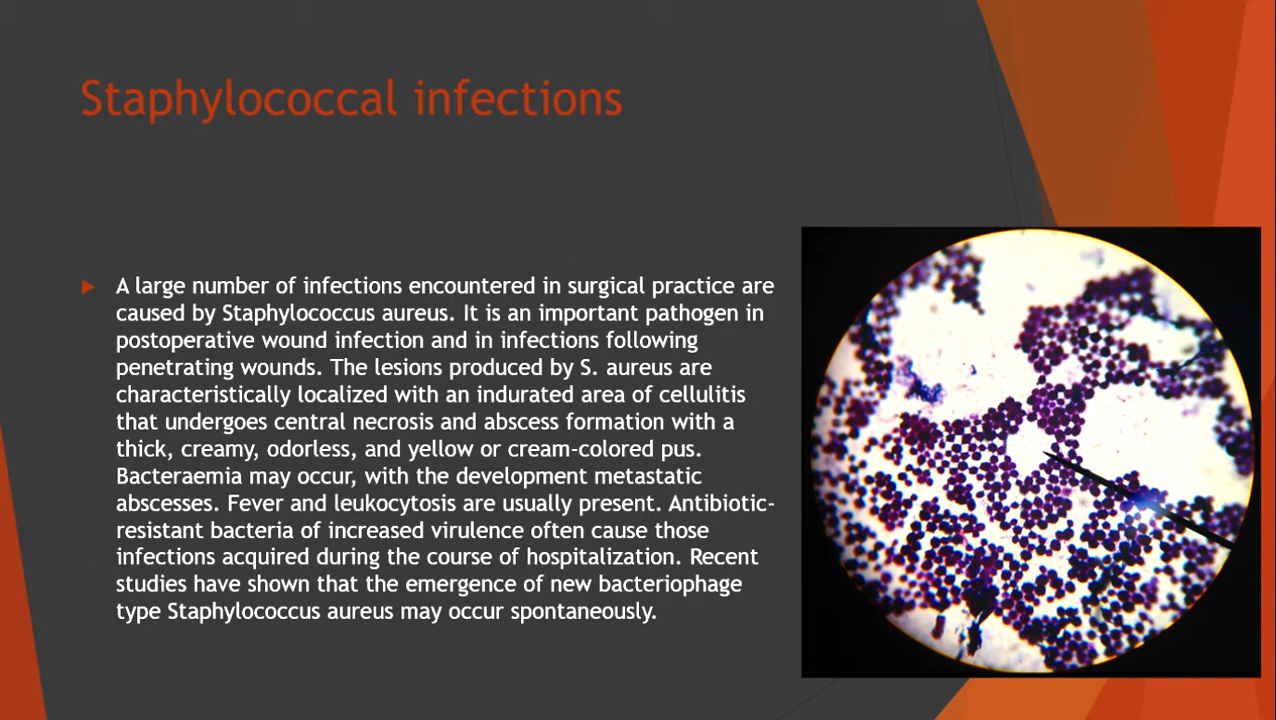 Staphylococcal infections
A large number of infections encountered in surgical practice are
caused by Staphylococcus aureus. It is an important pathogen in
postoperative wound infection and in infections following
penetrating wounds. The lesions produced by S. aureus are
characteristically localized with an indurated area of cellulitis
that undergoes central necrosis and abscess formation with a
thick, creamy, odorless, and yellow or cream-colored pus.
Bacteraemia may occur, with the development metastatic
abscesses. Fever and leukocytosis are usually present. Antibiotic-
resistant bacteria of increased virulence often cause those
infections acquired during the course of hospitalization. Recent
studies have shown that the emergence of new bacteriophage
type Staphylococcus aureus may occur spontaneously.